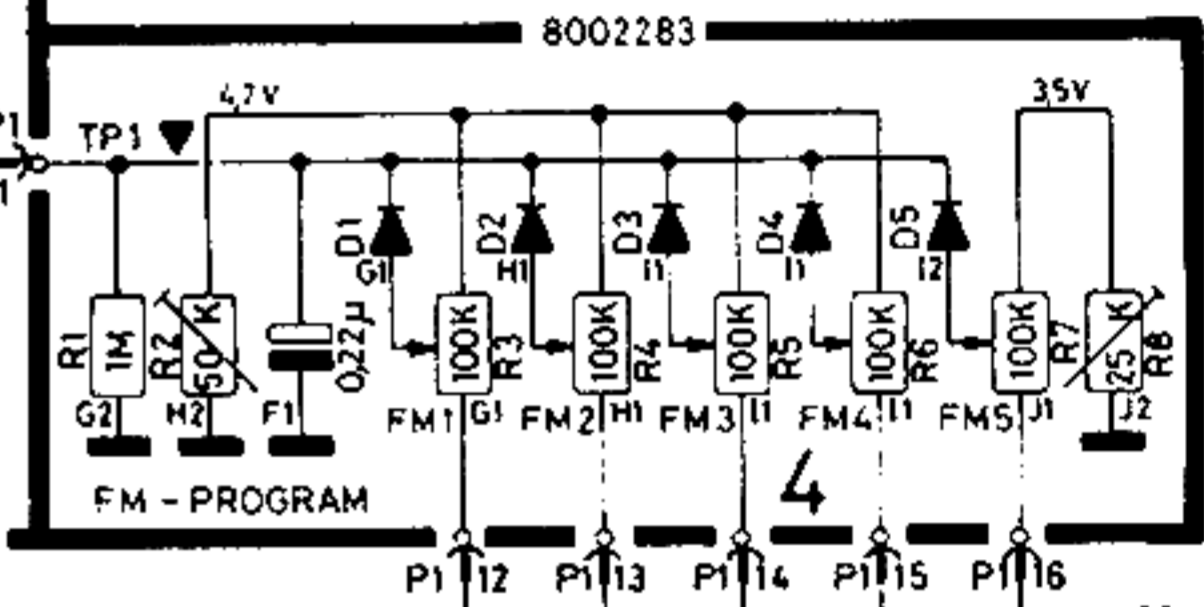 8002283
4,7V
3,5V
TP1
D1
G1
D2
H1
D3
I1
D4
I1
D5
I2
R1
1M
G2
R2
50 K
H2
0,22µ
F1
100K
R3
G1
100K
R4
H1
100K
R5
I1
100K
R6
I1
100K
R7
J1
25 K
R8
J2
FM1
FM2
FM3
FM4
FM5
FM - PROGRAM
4
P1 12
P1 13
P1 14
P1 15
P1 16